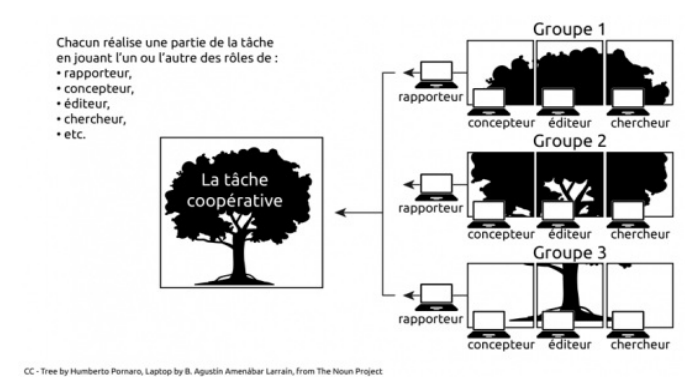 Chacun réalise une partie de la tâche
en jouant l'un ou l'autre des rôles de :
• rapporteur,
• concepteur,
• éditeur,
• chercheur,
• etc.
La tâche
coopérative
Groupe 1
rapporteur
concepteur éditeur chercheur
Groupe 2
rapporteur
concepteur éditeur chercheur
Groupe 3
rapporteur
concepteur éditeur chercheur
CC - Tree by Humberto Pornaro, Laptop by B. Agustín Amenábar Larraín, from The Noun Project